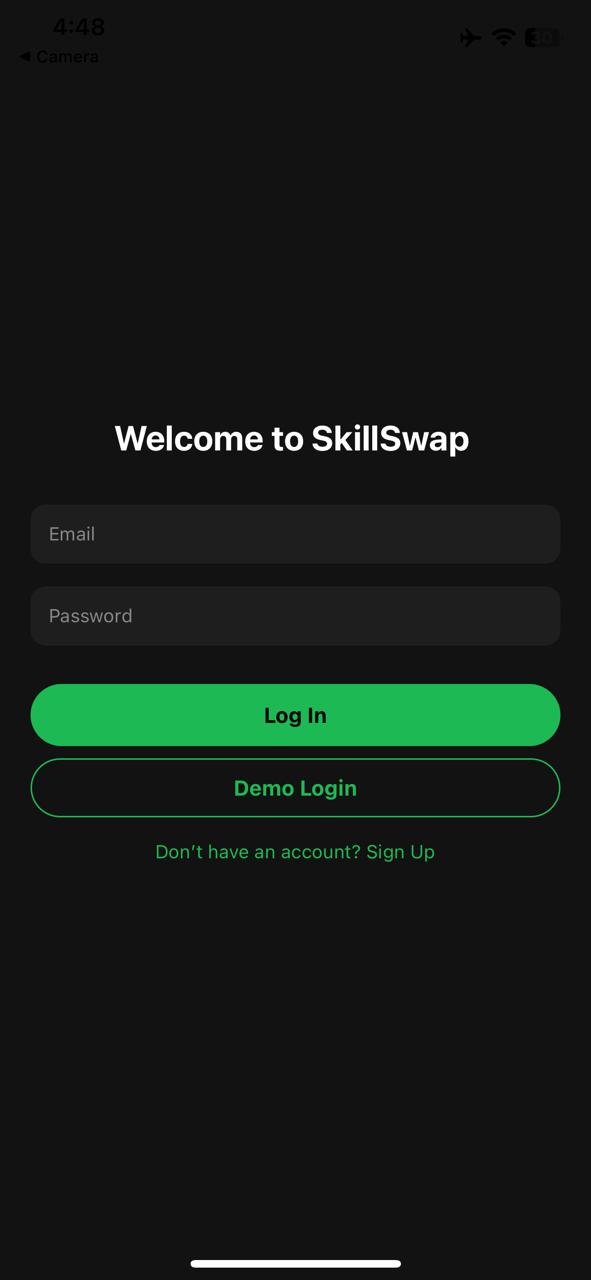 4:48
◀ Camera
30
Welcome to SkillSwap
Email
Password
Log In
Demo Login
Don’t have an account? Sign Up